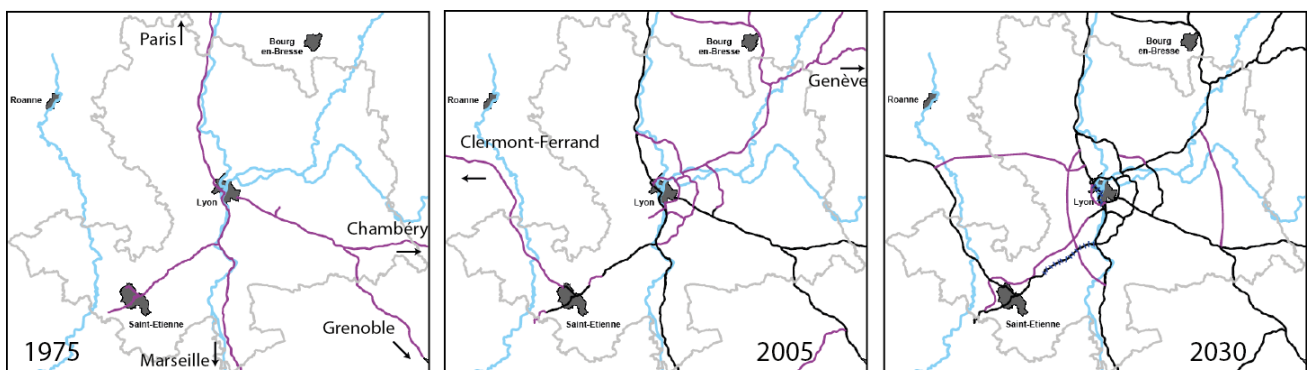 Paris
Bourg
en-Bresse
Roanne
Lyon
Chambéry
Saint-Etienne
Grenoble
1975
Marseille
Bourg
en-Bresse
Genève
Roanne
Clermont-Ferrand
Lyon
Saint-Etienne
2005
Bourg
en-Bresse
Roanne
Lyon
Saint-Etienne
2030